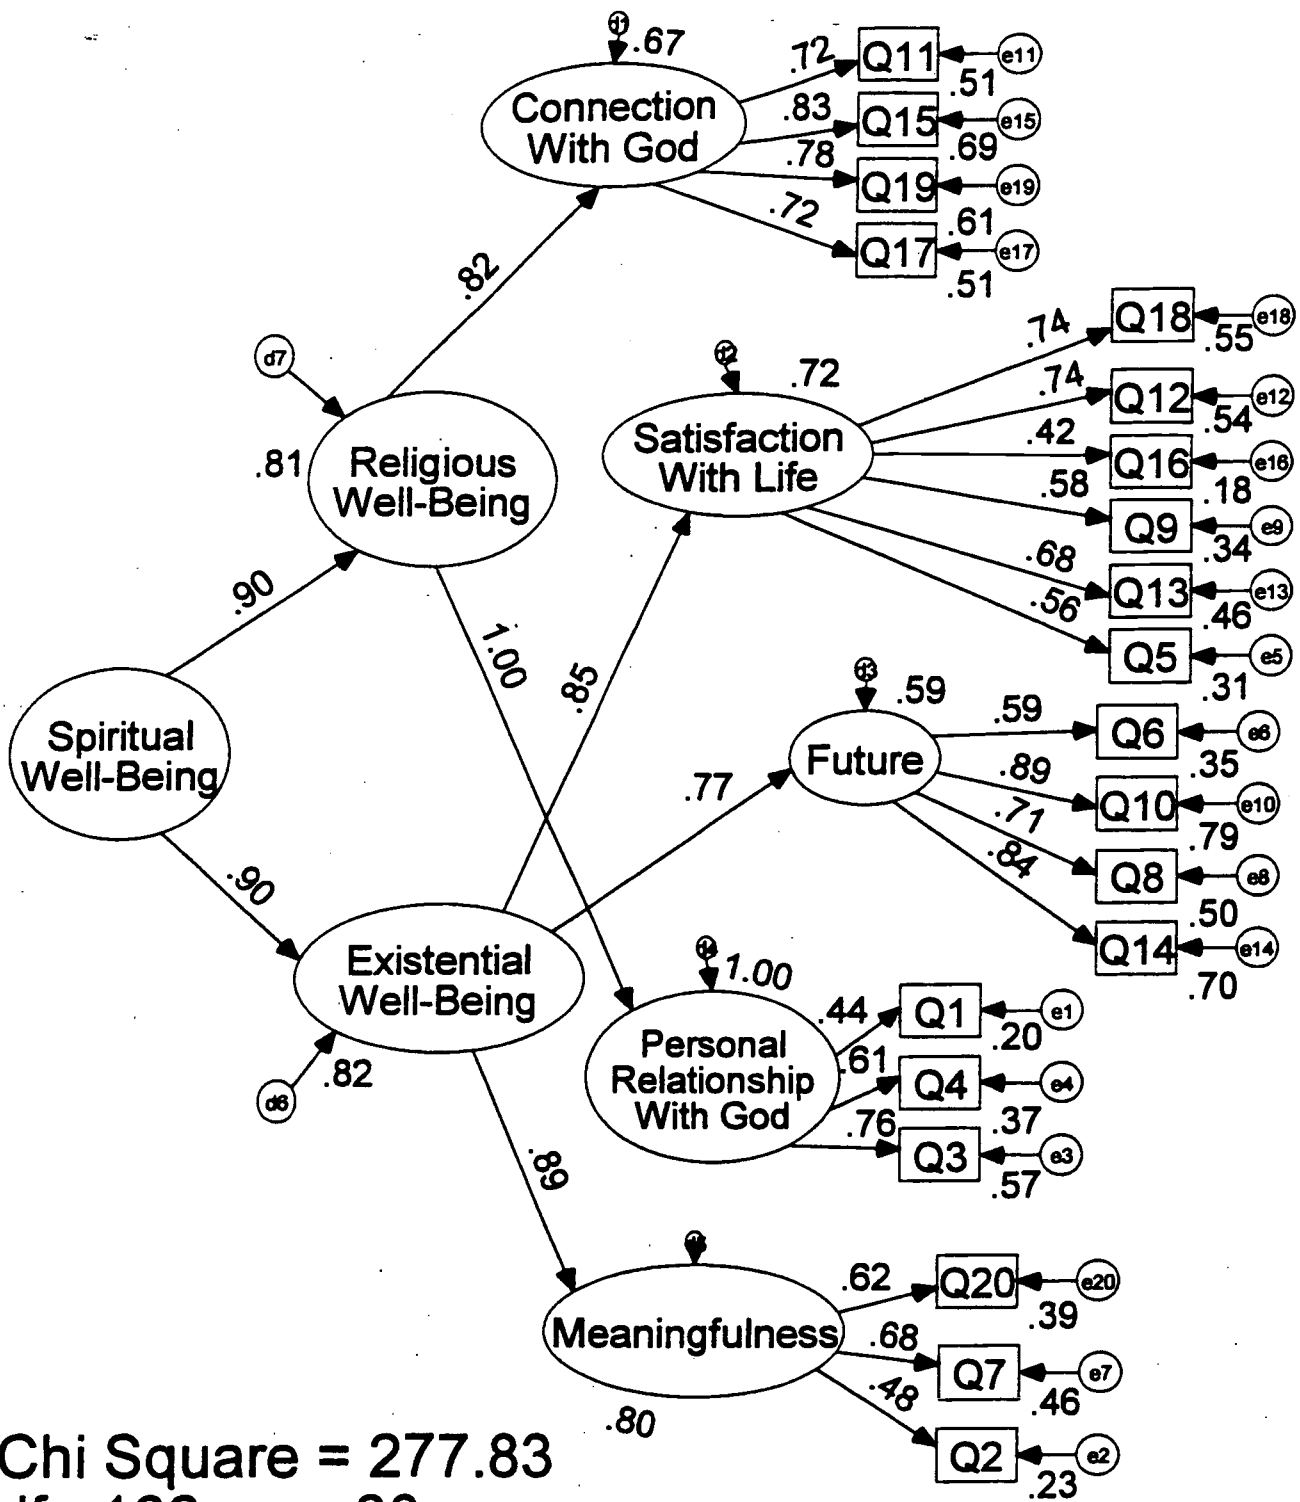 d1
.67
Connection
With God
.72
Q11
e11
.51
.83
Q15
e15
.69
.78
Q19
e19
.61
.72
Q17
e17
.51
.82
d7
.81
Religious
Well-Being
d2
.72
Satisfaction
With Life
.74
Q18
e18
.55
.74
Q12
e12
.54
.42
Q16
e16
.18
.58
Q9
e9
.34
.68
Q13
e13
.46
.56
Q5
e5
.31
.90
1.00
.85
Spiritual
Well-Being
.77
d3
.59
Future
.59
Q6
e6
.35
.89
Q10
e10
.79
.71
Q8
e8
.50
.84
Q14
e14
.70
.90
Existential
Well-Being
d6
.82
d4
1.00
Personal
Relationship
With God
.44
Q1
e1
.20
.61
Q4
e4
.37
.76
Q3
e3
.57
.89
Meaningfulness
.80
.62
Q20
e20
.39
.68
Q7
e7
.46
.48
Q2
e2
.23
Chi Square = 277.83